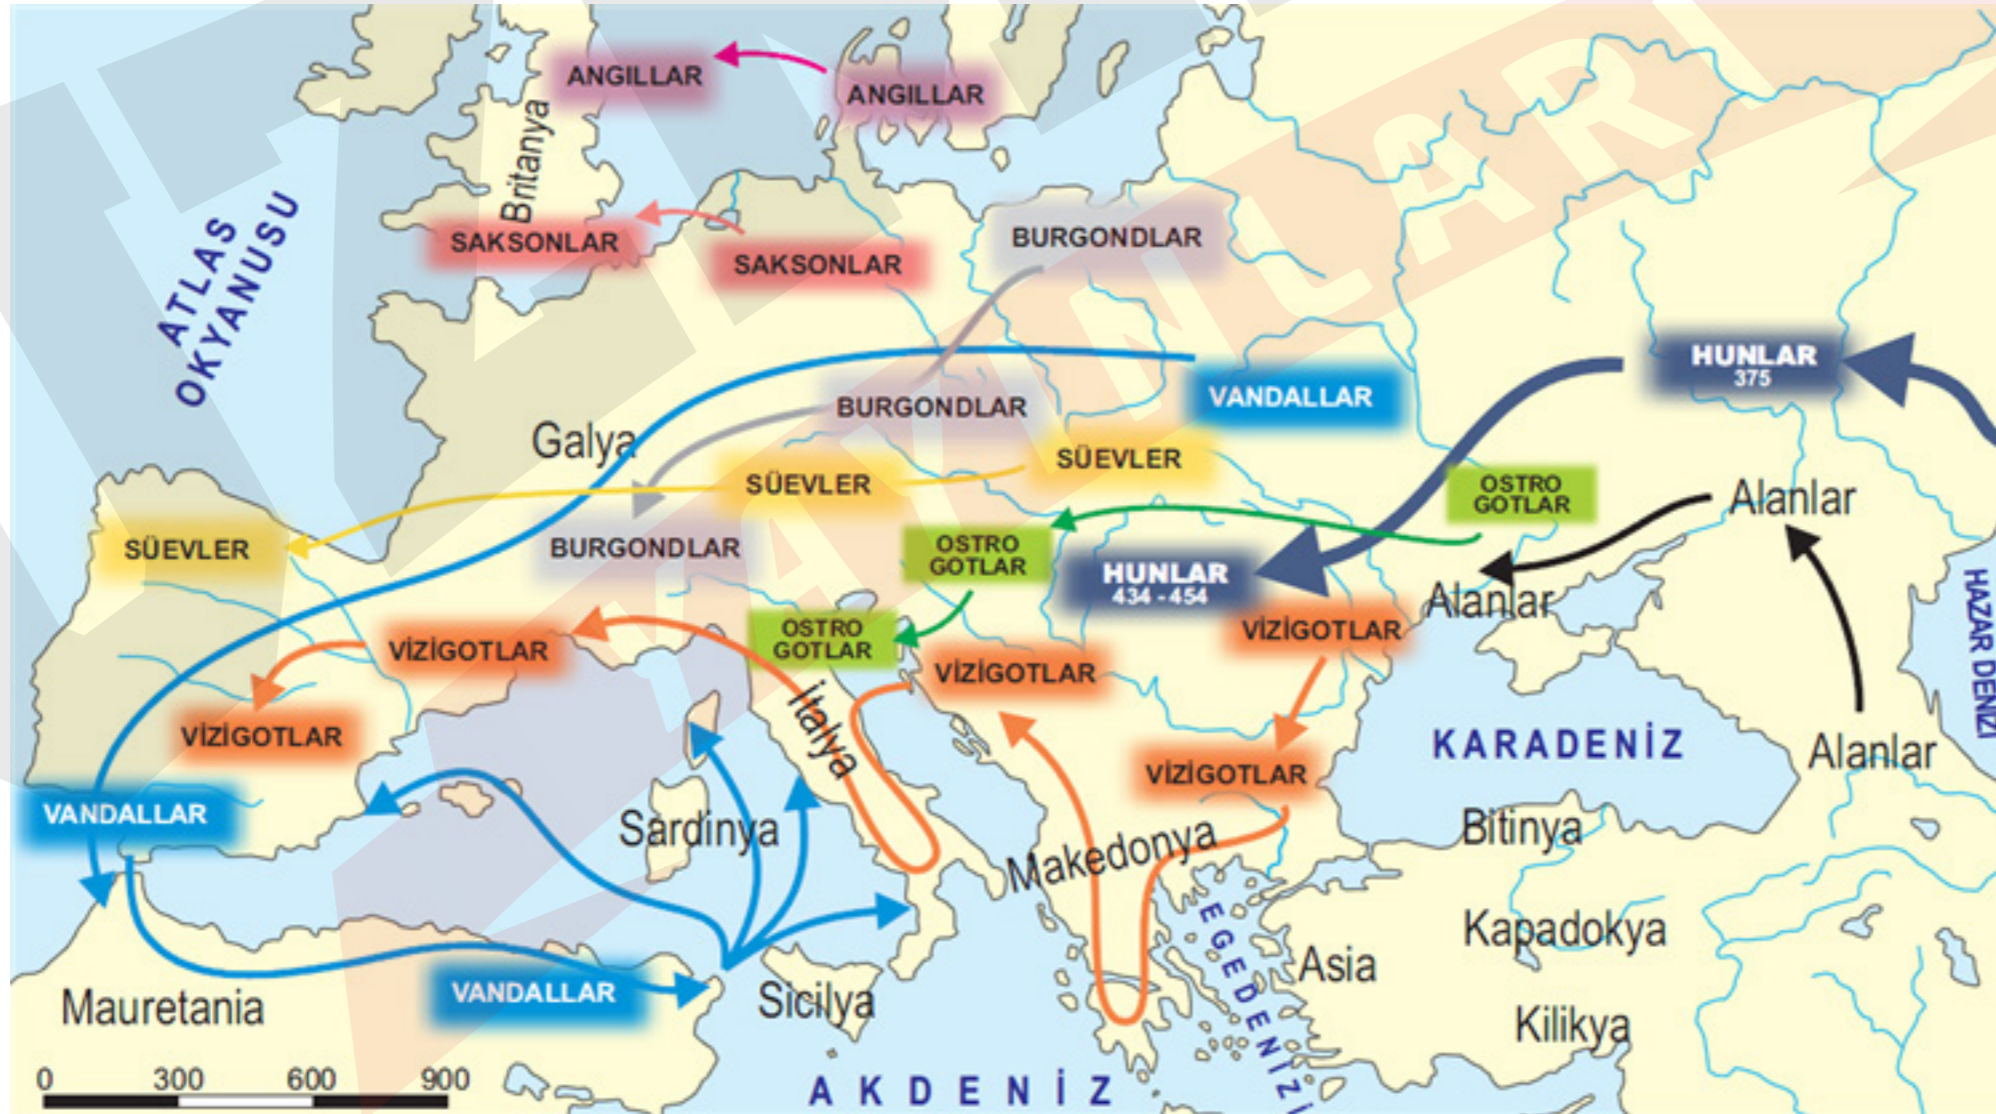 ANGILLAR
ANGILLAR
Britanya
ATLAS
OKYANUSU
SAKSONLAR
SAKSONLAR
BURGONDLAR
HUNLAR
375
VANDALLAR
BURGONDLAR
Galya
SÜEVLER
SÜEVLER
OSTRO
GOTLAR
Alanlar
SÜEVLER
BURGONDLAR
OSTRO
GOTLAR
HUNLAR
434 - 454
Alanlar
HAZAR DENİZİ
VİZİGOTLAR
OSTRO
GOTLAR
VİZİGOTLAR
VİZİGOTLAR
İtalya
VİZİGOTLAR
KARADENİZ
Alanlar
VİZİGOTLAR
VANDALLAR
Sardinya
Makedonya
Bitinya
EGEDENİZİ
Kapadokya
Asia
VANDALLAR
Mauretania
Sicilya
Kilikya
0 300 600 900
AKDENİZ
YAYINLARI